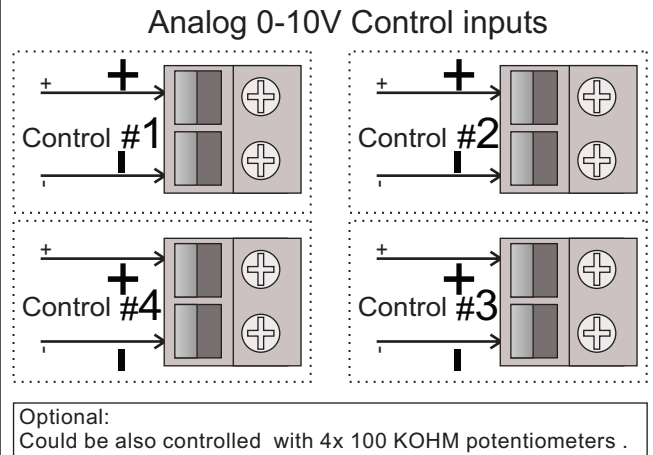 Analog 0-10V Control inputs
+ +
Control #1
- -
+ +
Control #2
- -
+ +
Control #4
- -
+ +
Control #3
- -
Optional:
Could be also controlled with 4x 100 KOHM potentiometers .